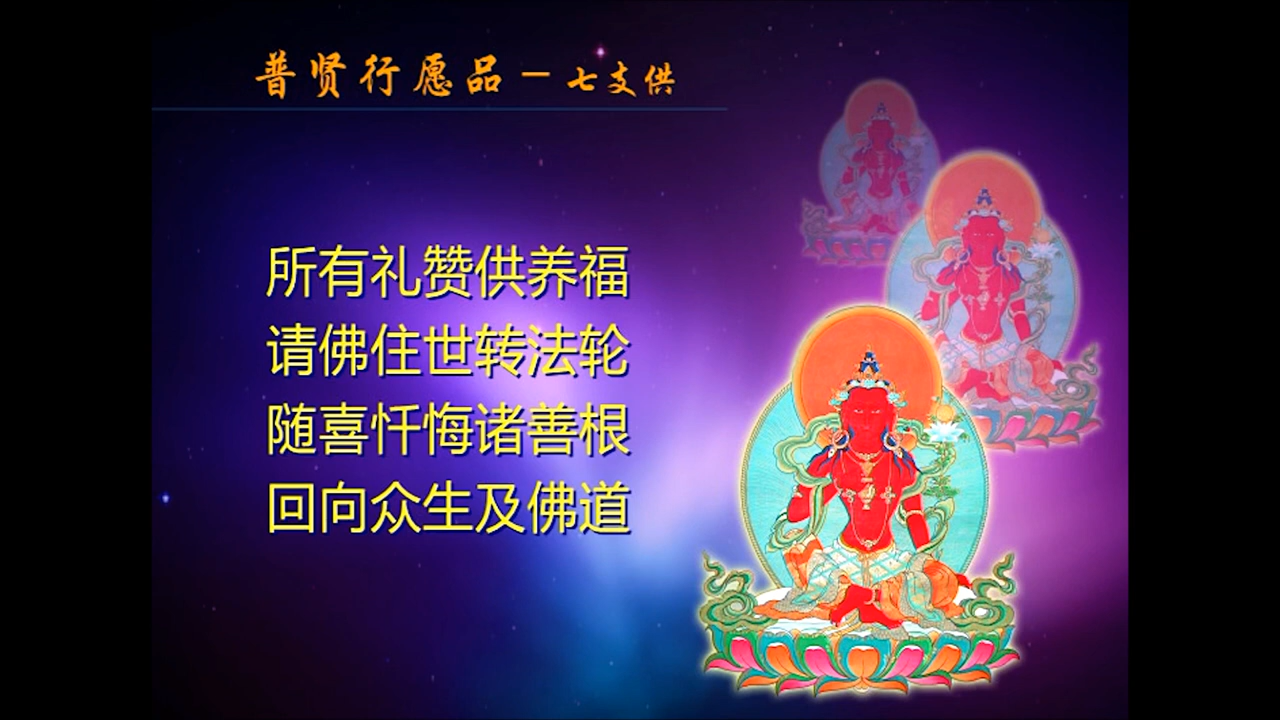 普贤行愿品－七支供
所有礼赞供养福
请佛住世转法轮
随喜忏悔诸善根
回向众生及佛道